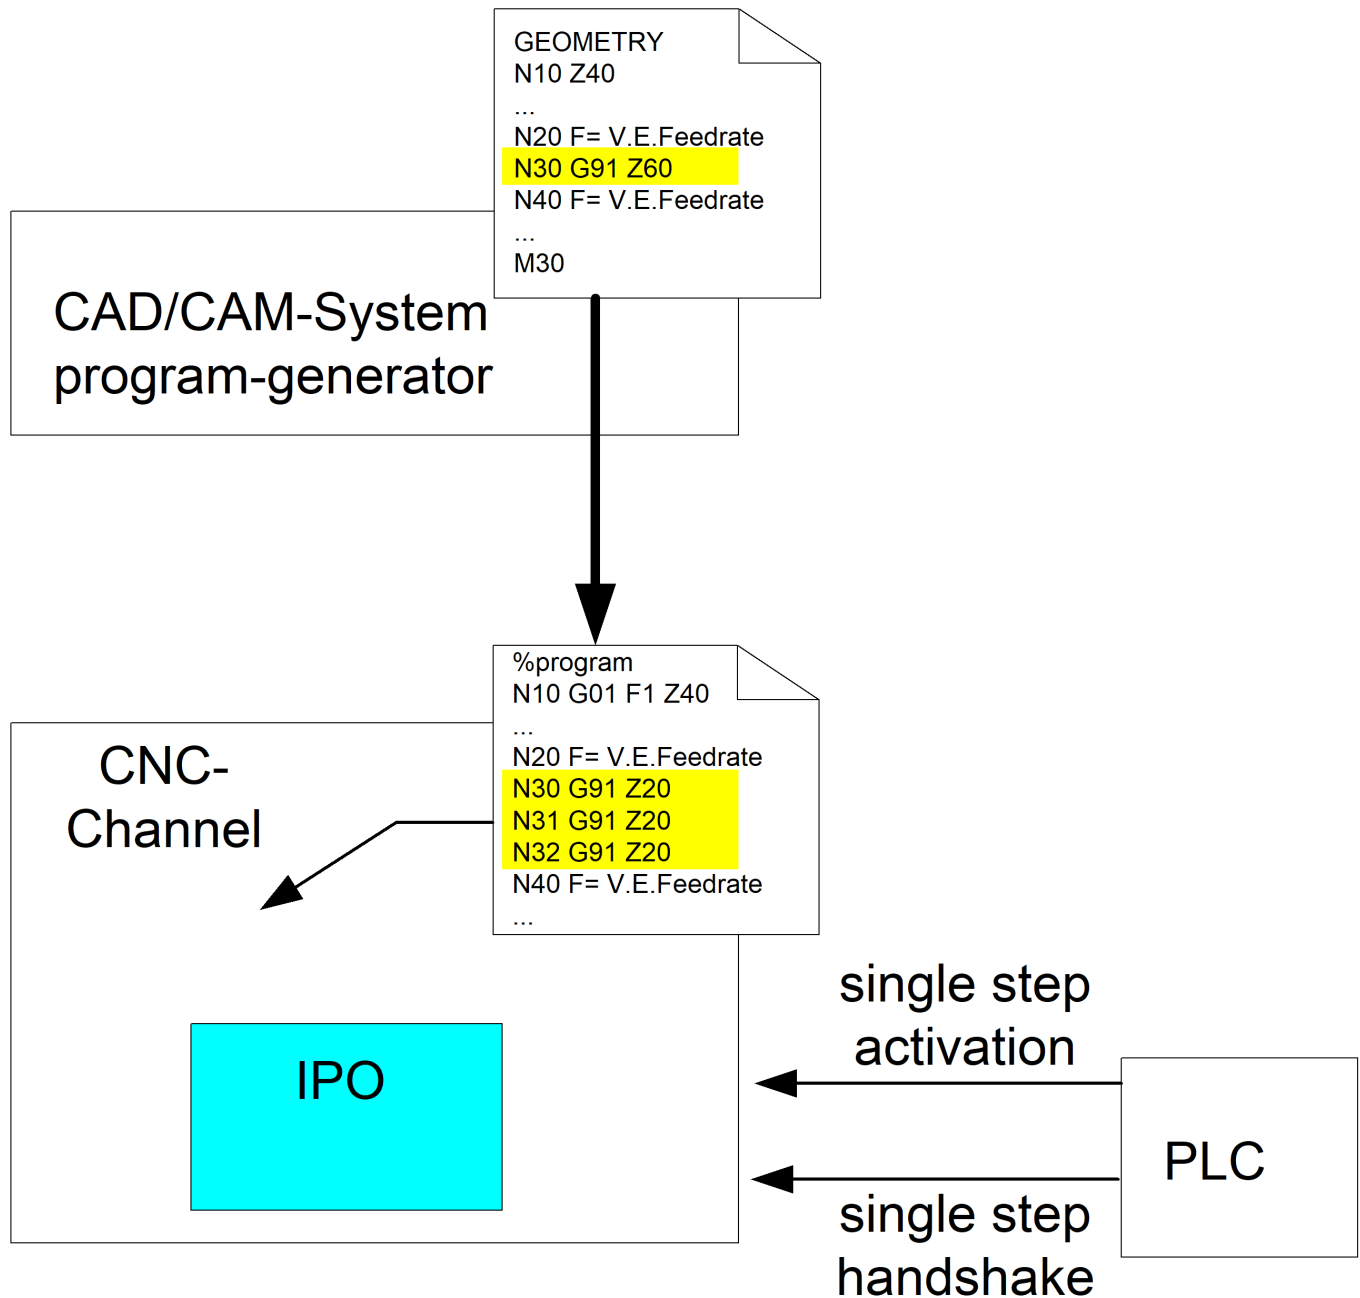 GEOMETRY
N10 Z40
...
N20 F= V.E.Feedrate
N30 G91 Z60
N40 F= V.E.Feedrate
...
M30
CAD/CAM-System
program-generator
%program
N10 G01 F1 Z40
...
N20 F= V.E.Feedrate
N30 G91 Z20
N31 G91 Z20
N32 G91 Z20
N40 F= V.E.Feedrate
...
CNC-
Channel
IPO
single step
activation
PLC
single step
handshake